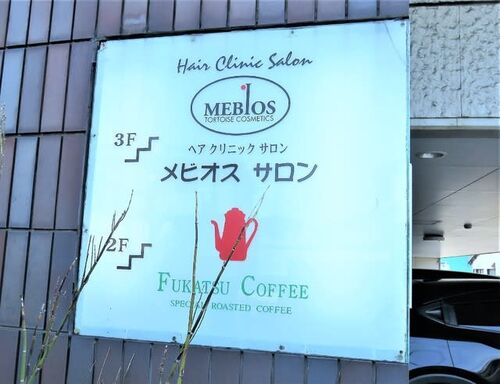 Hair Clinic Salon
MEBIOS
TORTOISE COSMETICS
ヘア クリニック サロン
3F
メビオス サロン
2F
FUKATSU COFFEE
SPECIAL ROASTED COFFEE